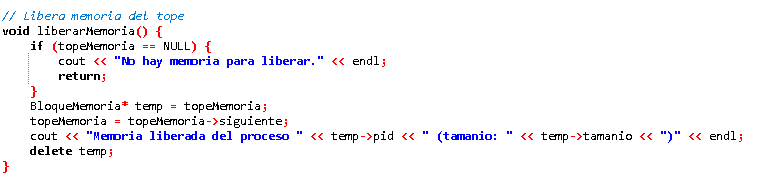 // Libera memoria del tope
void liberarMemoria() {
    if (topeMemoria == NULL) {
        cout << "No hay memoria para liberar." << endl;
        return;
    }
    BloqueMemoria* temp = topeMemoria;
    topeMemoria = topeMemoria->siguiente;
    cout << "Memoria liberada del proceso " << temp->pid << " (tamanio: " << temp->tamanio << ")" << endl;
    delete temp;
}